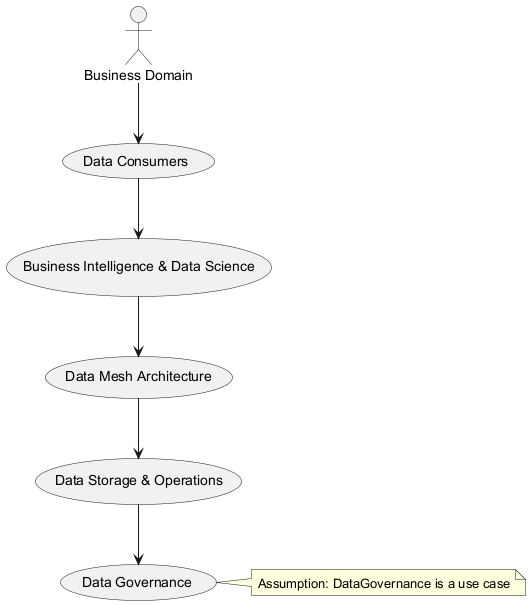 Business Domain
Data Consumers
Business Intelligence & Data Science
Data Mesh Architecture
Data Storage & Operations
Data Governance
Assumption: DataGovernance is a use case